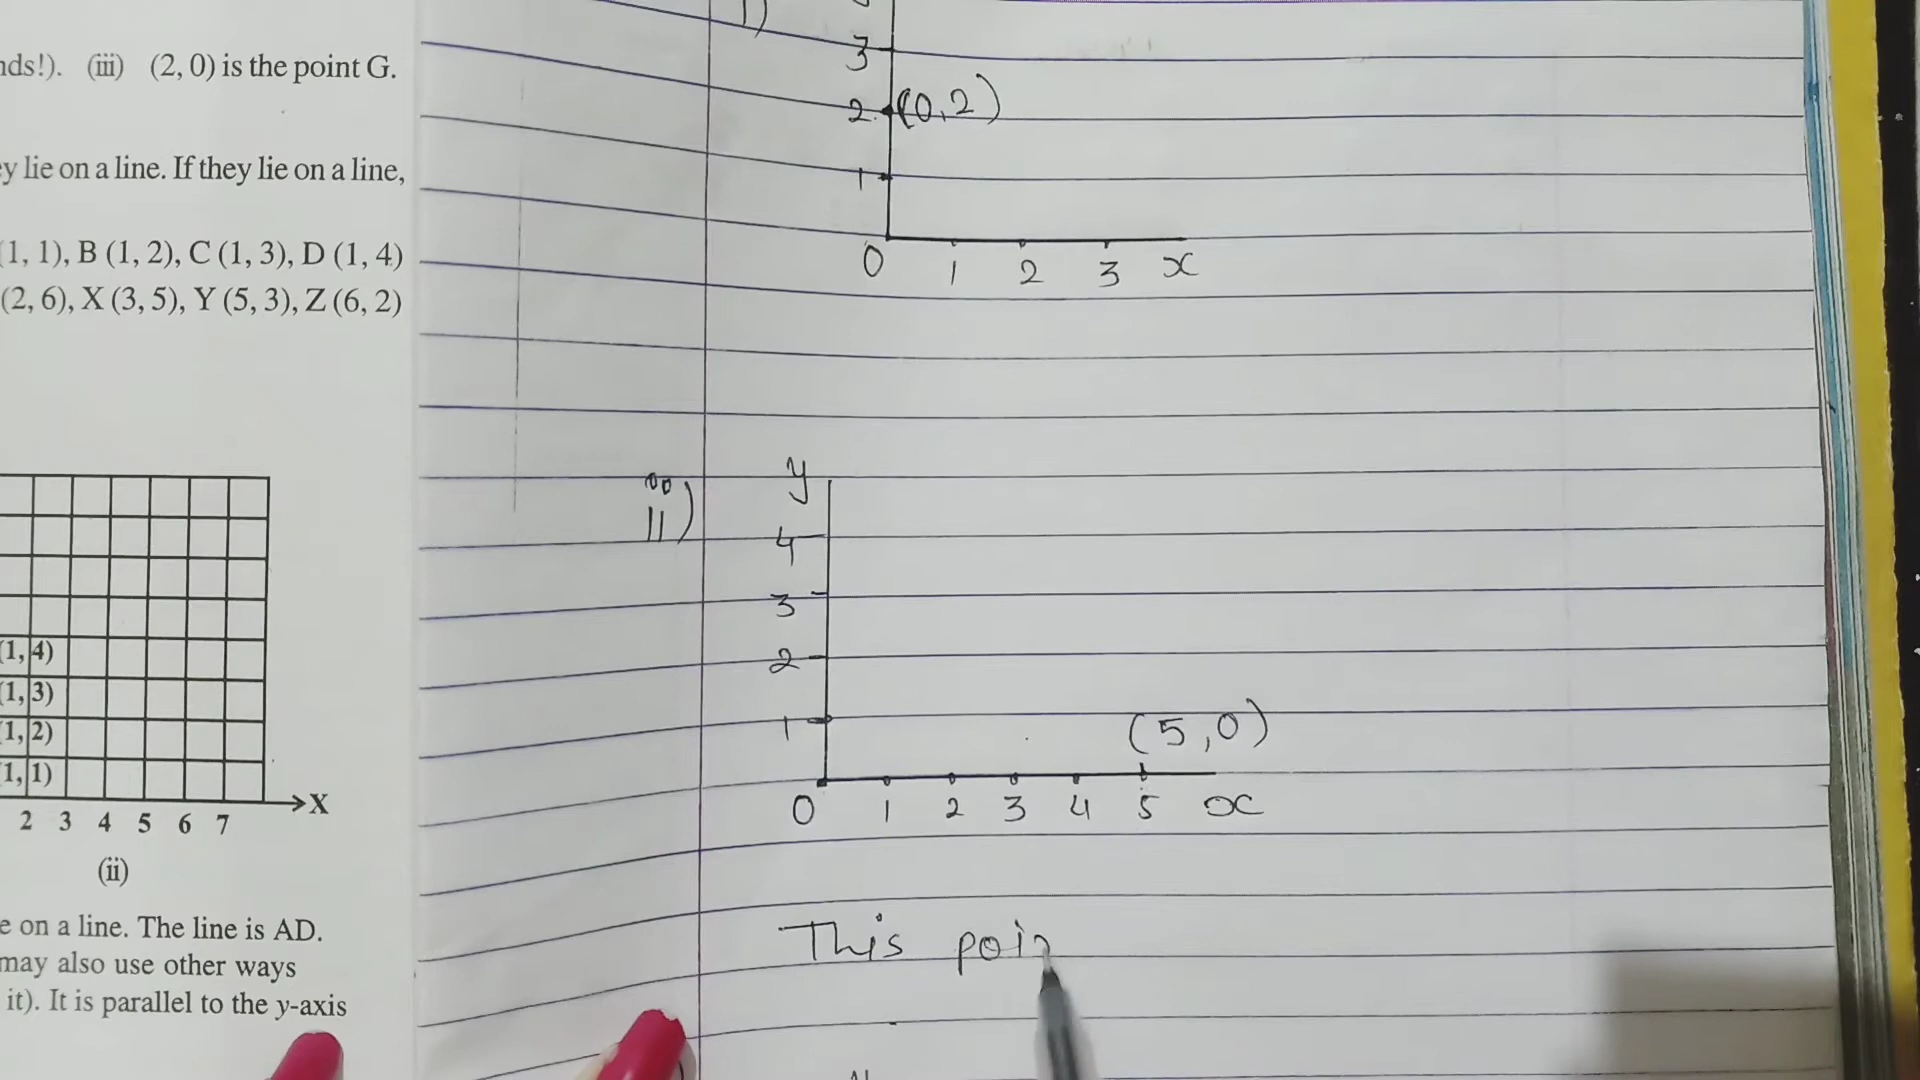 nds!). (iii) (2, 0) is the point G.
y lie on a line. If they lie on a line,
(1, 1), B (1, 2), C (1, 3), D (1, 4)
(2, 6), X (3, 5), Y (5, 3), Z (6, 2)
(1, 4)
(1, 3)
(1, 2)
(1, 1)
X
2 3 4 5 6 7
(ii)
e on a line. The line is AD.
may also use other ways
it). It is parallel to the y-axis
3
2 (0,2)
1
0 1 2 3 x
ii) y
4
3
2
1
(5,0)
0 1 2 3 4 5 x
This poin